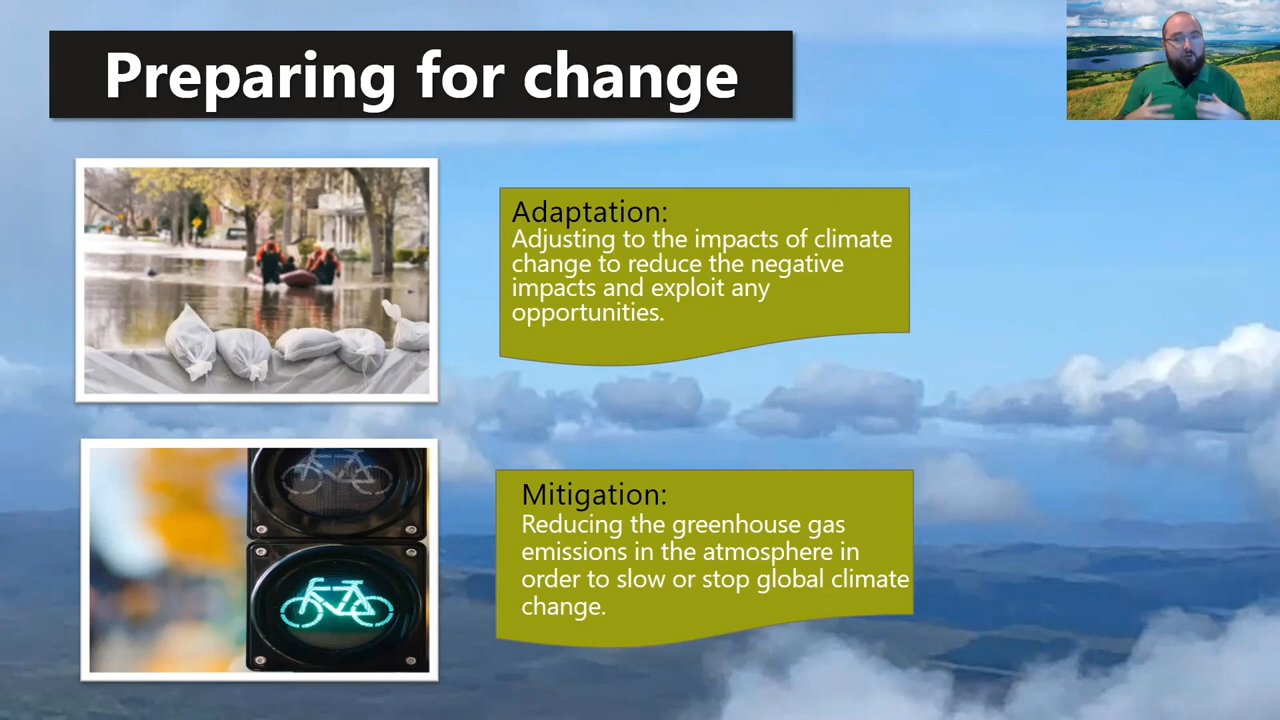 Preparing for change
Adaptation:
Adjusting to the impacts of climate
change to reduce the negative
impacts and exploit any
opportunities.
Mitigation:
Reducing the greenhouse gas
emissions in the atmosphere in
order to slow or stop global climate
change.